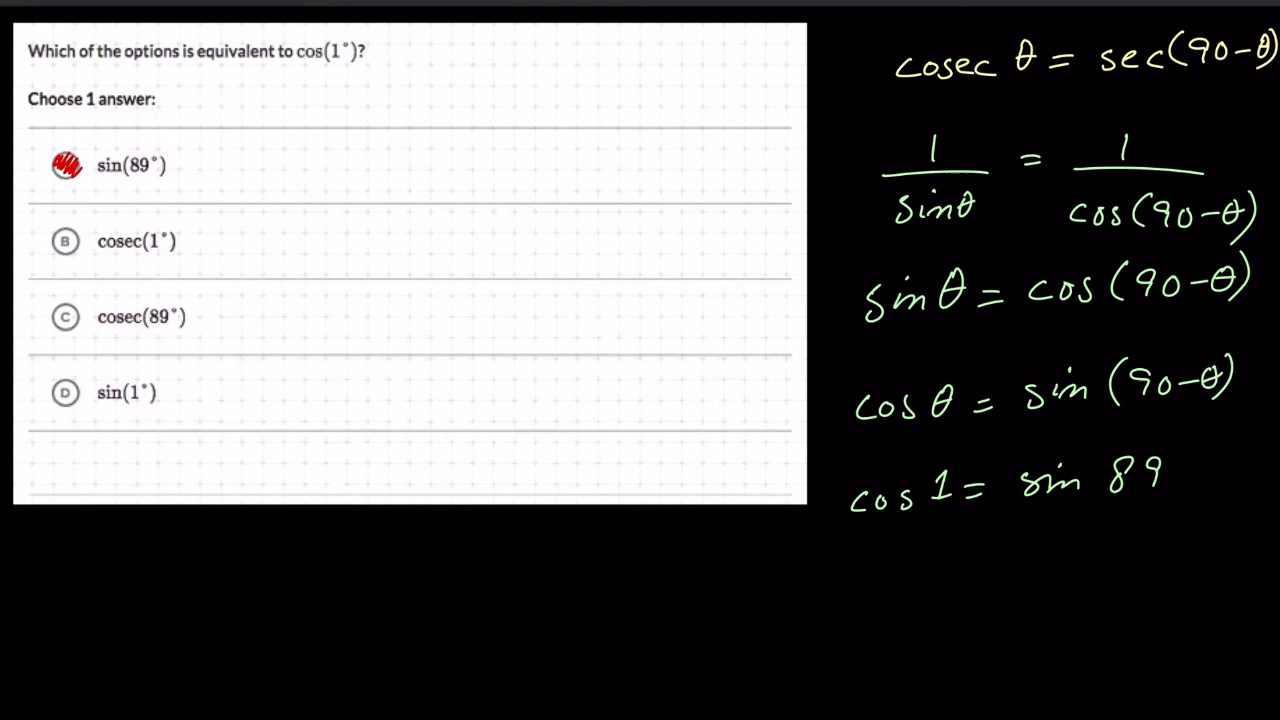 Which of the options is equivalent to cos(1°)?
Choose 1 answer:
sin(89°)
B cosec(1°)
C cosec(89°)
D sin(1°)
cosec θ = sec(90-θ)
1/sinθ = 1/cos(90-θ)
sin θ = cos(90-θ)
cos θ = sin (90-θ)
cos 1 = sin 89